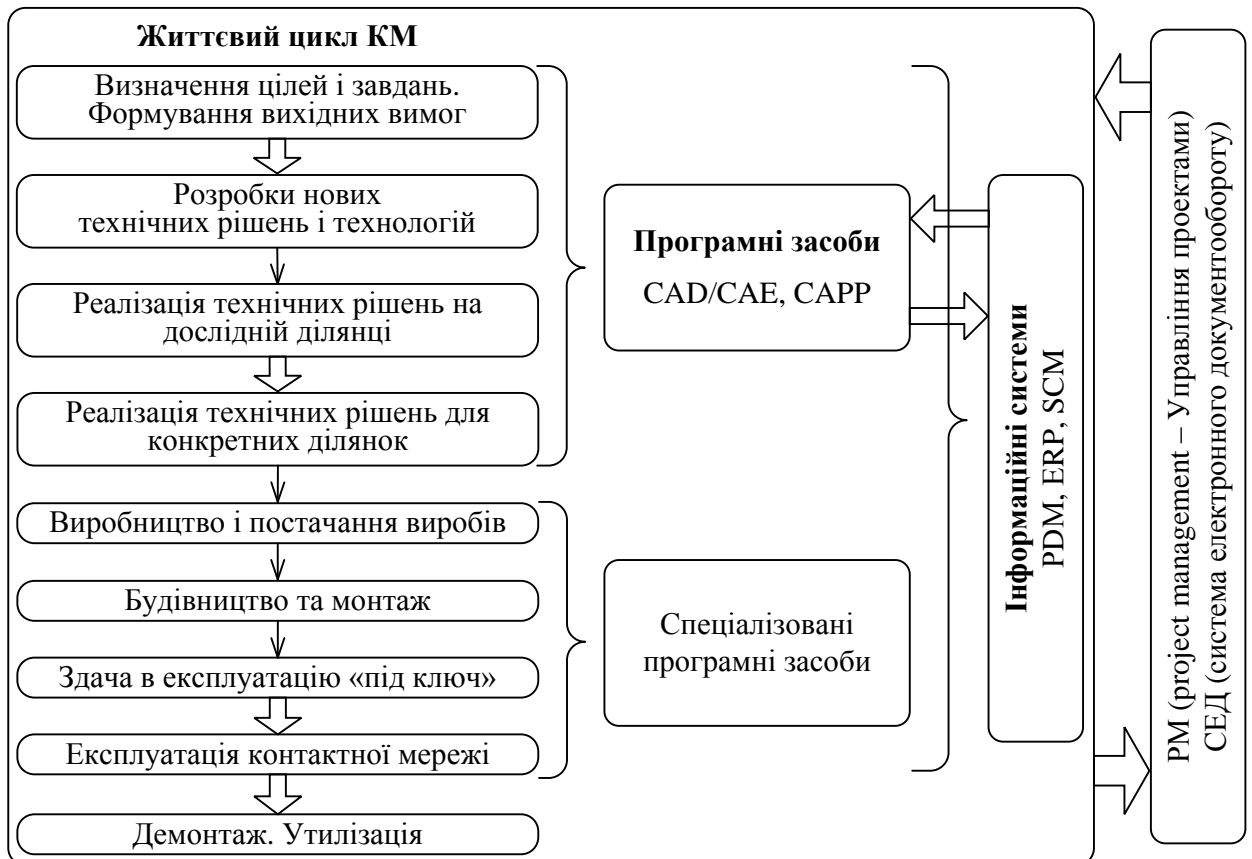 Життєвий цикл КМ
Визначення цілей і завдань.
Формування вихідних вимог
Розробки нових
технічних рішень і технологій
Реалізація технічних рішень на
дослідній ділянці
Реалізація технічних рішень для
конкретних ділянок
Виробництво і постачання виробів
Будівництво та монтаж
Здача в експлуатацію «під ключ»
Експлуатація контактної мережі
Демонтаж. Утилізація
Програмні засоби
CAD/CAE, CAPP
Спеціалізовані
програмні засоби
Інформаційні системи
PDM, ERP, SCM
PM (project management – Управління проектами)
СЕД (система електронного документообороту)